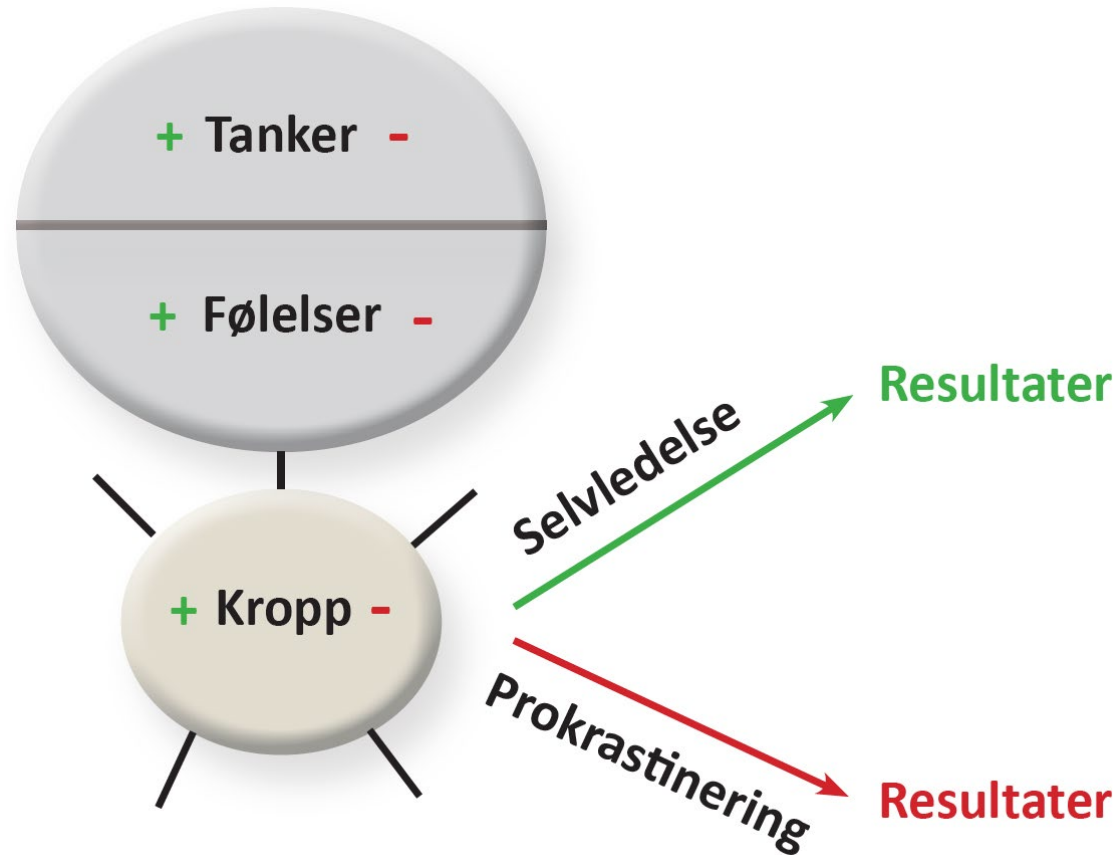 + Tanker -
+ Følelser -
Resultater
Selvledelse
+ Kropp -
Prokrastinering
Resultater